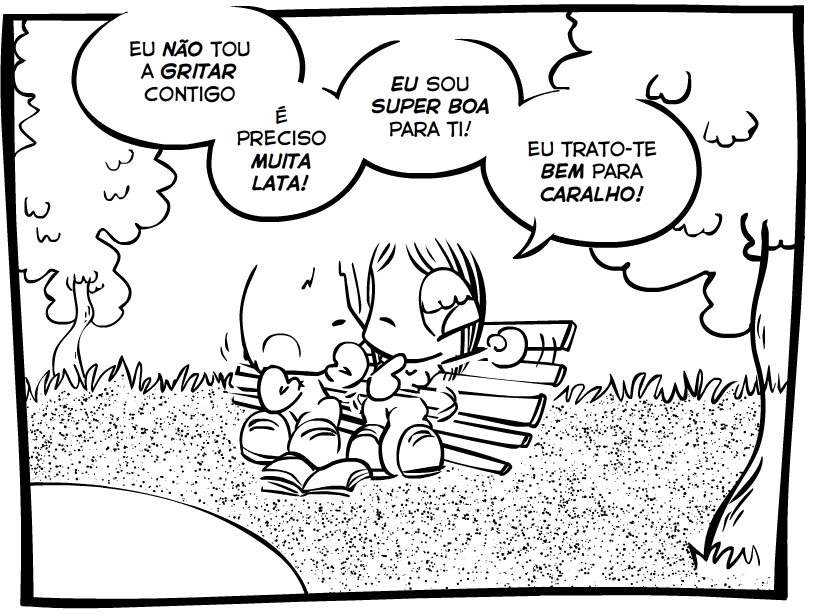 EU NÃO TOU
A GRITAR
CONTIGO
É
PRECISO
MUITA
LATA!
EU SOU
SUPER BOA
PARA TI!
EU TRATO-TE
BEM PARA
CARALHO!